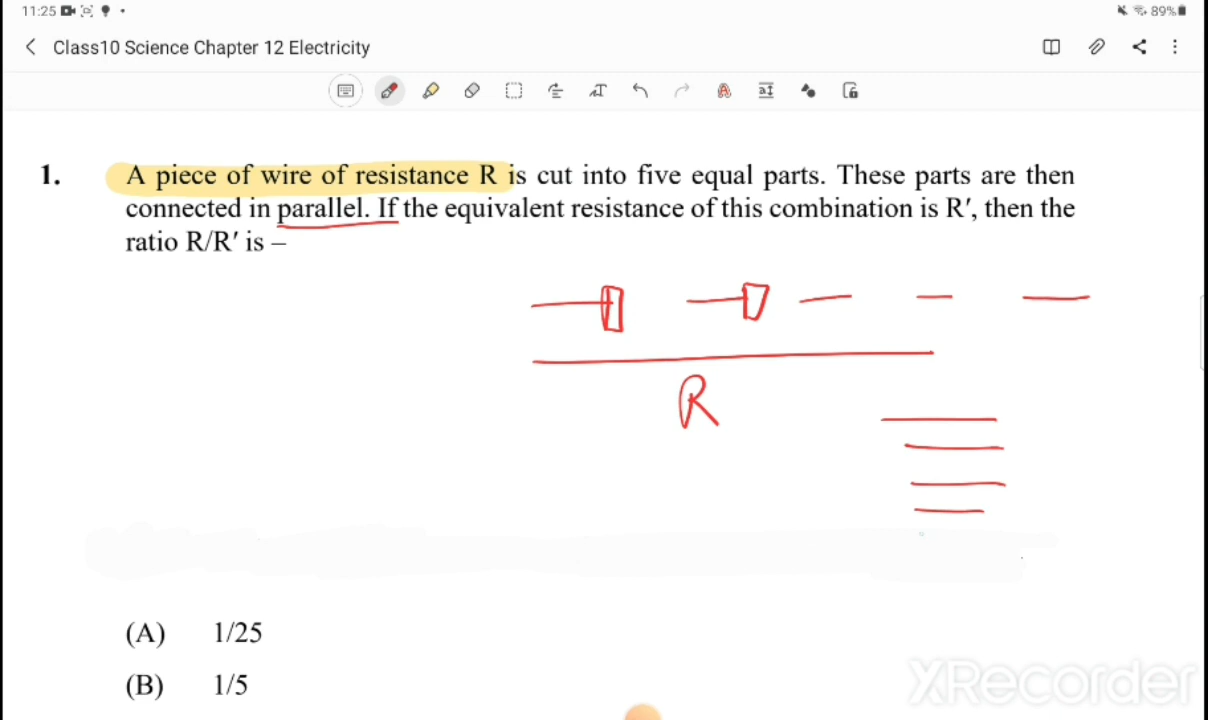 11:25 89%
Class10 Science Chapter 12 Electricity
1. A piece of wire of resistance R is cut into five equal parts. These parts are then
connected in parallel. If the equivalent resistance of this combination is R′, then the
ratio R/R′ is –
R
(A) 1/25
(B) 1/5
XRecorder